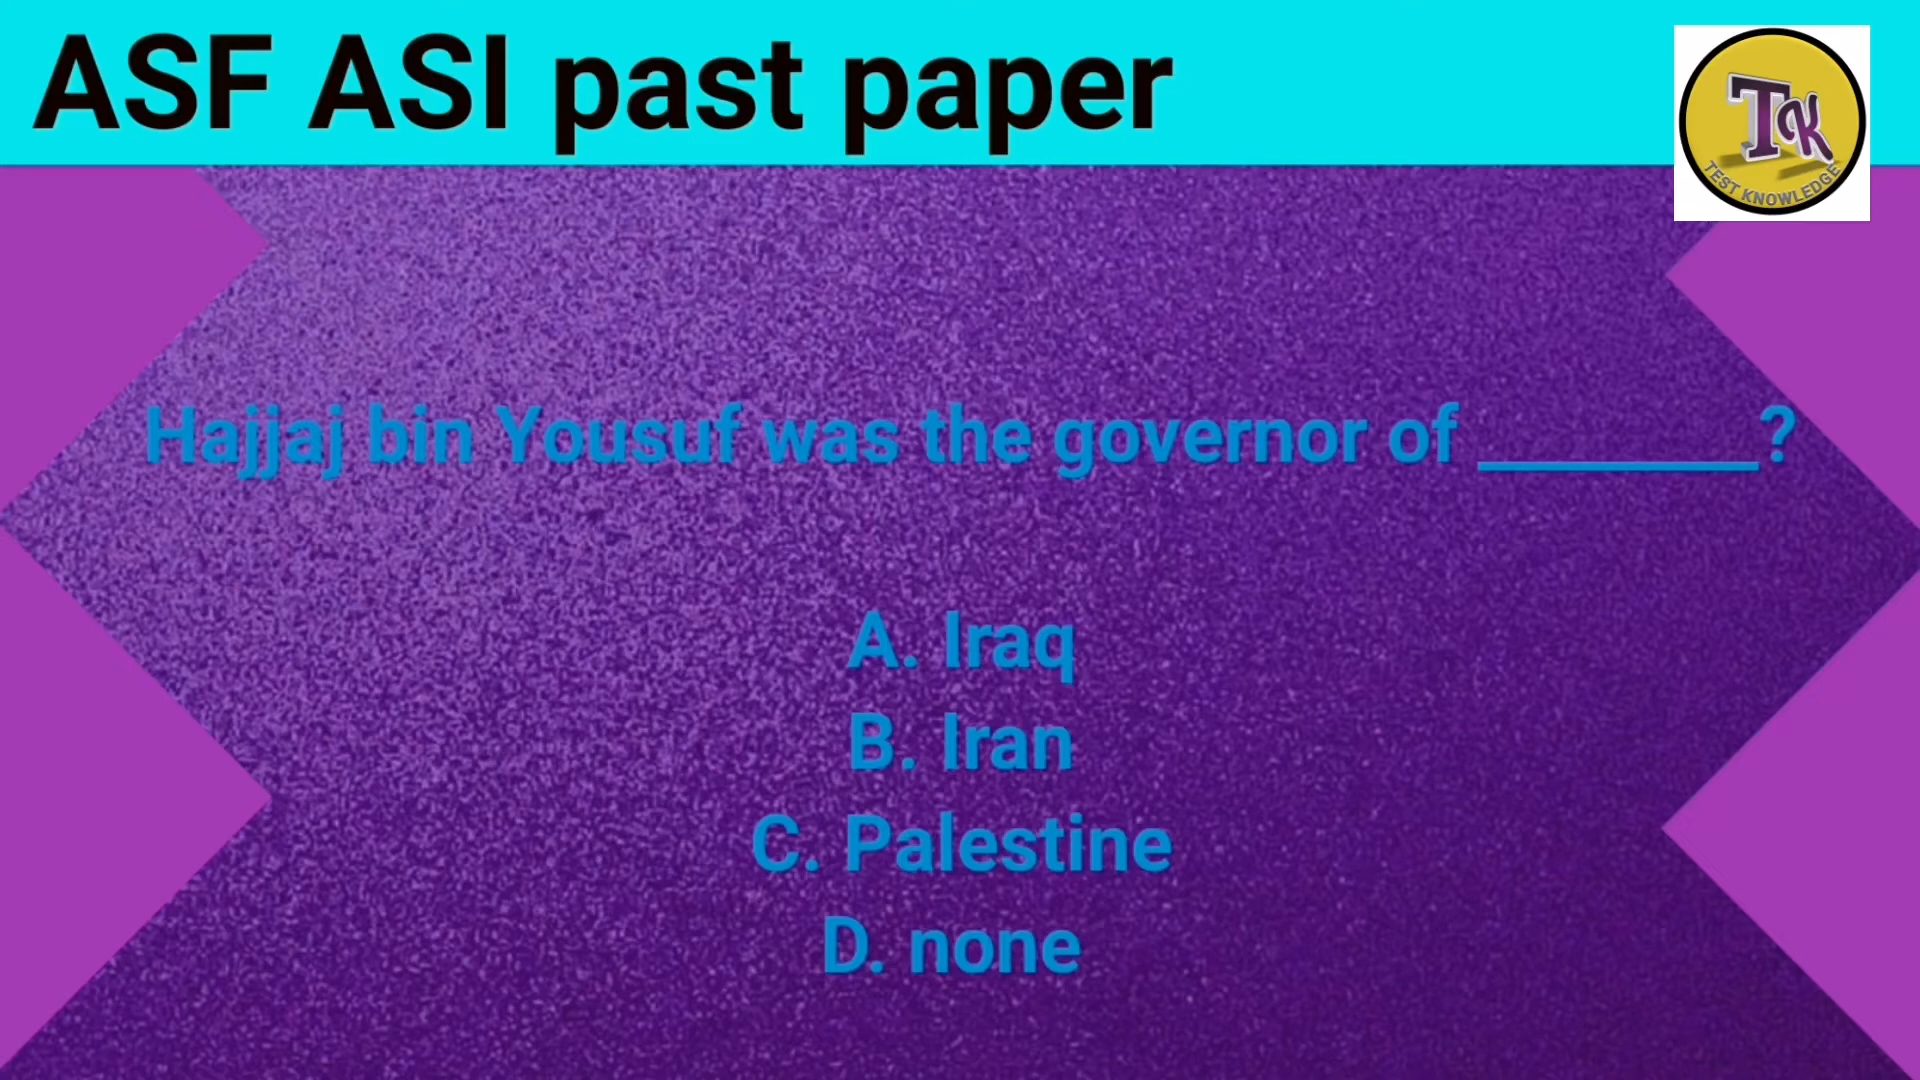 ASF ASI past paper
TK
TEST KNOWLEDGE
Hajjaj bin Yousuf was the governor of ________?
A. Iraq
B. Iran
C. Palestine
D. none